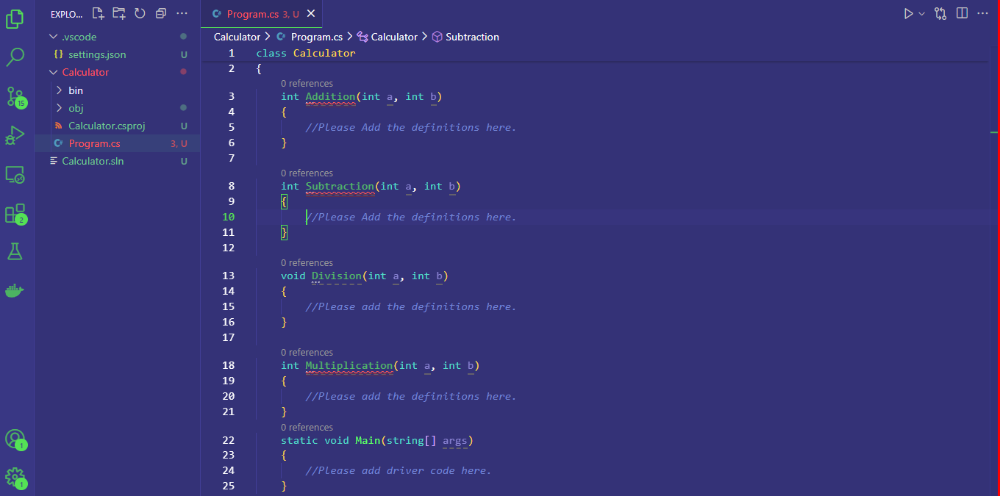 EXPLO...
.vscode
{} settings.json U
Calculator
bin
obj
Calculator.csproj U
C# Program.cs 3, U
Calculator.sln U
15
2
1
1
C# Program.cs 3, U
Calculator > C# Program.cs > Calculator > Subtraction
1 class Calculator
2 {
0 references
3 int Addition(int a, int b)
4 {
5 //Please Add the definitions here.
6 }
7
0 references
8 int Subtraction(int a, int b)
9 {
10 //Please Add the definitions here.
11 }
12
0 references
13 void Division(int a, int b)
14 {
15 //Please add the definitions here.
16 }
17
0 references
18 int Multiplication(int a, int b)
19 {
20 //Please add the definitions here.
21 }
0 references
22 static void Main(string[] args)
23 {
24 //Please add driver code here.
25 }